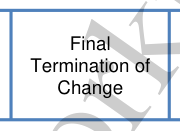 Final
Termination of
Change